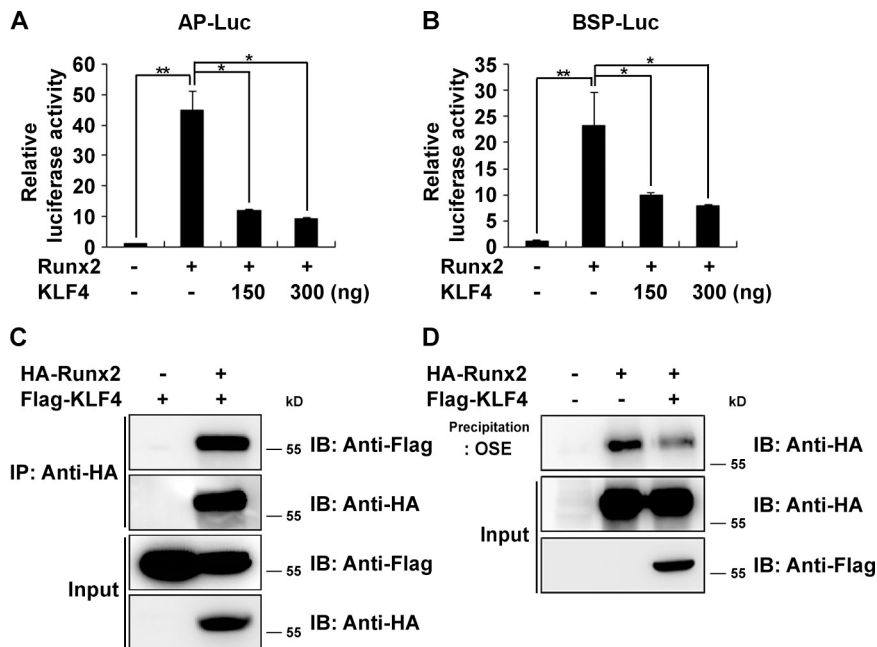 A
AP-Luc
Relative
luciferase activity
60
50
40
30
20
10
0
**
*
*
Runx2 - + + +
KLF4 - - 150 300 (ng)
B
BSP-Luc
Relative
luciferase activity
35
30
25
20
15
10
5
0
**
*
*
Runx2 - + + +
KLF4 - - 150 300 (ng)
C
HA-Runx2 - +
Flag-KLF4 + + kD
IP: Anti-HA
— 55 IB: Anti-Flag
— 55 IB: Anti-HA
Input
— 55 IB: Anti-Flag
— 55 IB: Anti-HA
D
HA-Runx2 - + +
Flag-KLF4 - - + kD
Precipitation
: OSE
— 55 IB: Anti-HA
Input
— 55 IB: Anti-HA
— 55 IB: Anti-Flag